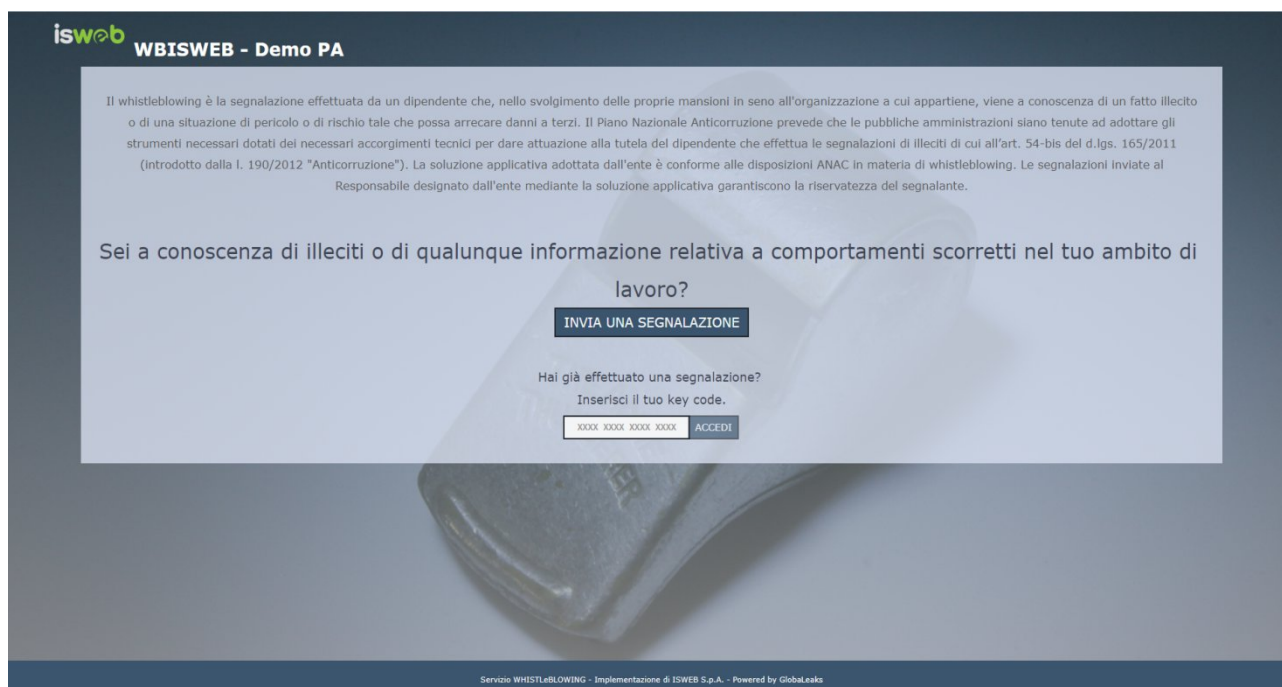 isweb
WBISWEB - Demo PA
Il whistleblowing è la segnalazione effettuata da un dipendente che, nello svolgimento delle proprie mansioni in seno all'organizzazione a cui appartiene, viene a conoscenza di un fatto illecito
o di una situazione di pericolo o di rischio tale che possa arrecare danni a terzi. Il Piano Nazionale Anticorruzione prevede che le pubbliche amministrazioni siano tenute ad adottare gli
strumenti necessari dotati dei necessari accorgimenti tecnici per dare attuazione alla tutela del dipendente che effettua le segnalazioni di illeciti di cui all'art. 54-bis del d.lgs. 165/2011
(introdotto dalla l. 190/2012 "Anticorruzione"). La soluzione applicativa adottata dall'ente è conforme alle disposizioni ANAC in materia di whistleblowing. Le segnalazioni inviate al
Responsabile designato dall'ente mediante la soluzione applicativa garantiscono la riservatezza del segnalante.
Sei a conoscenza di illeciti o di qualunque informazione relativa a comportamenti scorretti nel tuo ambito di
lavoro?
INVIA UNA SEGNALAZIONE
Hai già effettuato una segnalazione?
Inserisci il tuo key code.
XXXX XXXX XXXX XXXX ACCEDI
Servizio WHISTLeBLOWING - Implementazione di ISWEB S.p.A. - Powered by GlobaLeaks